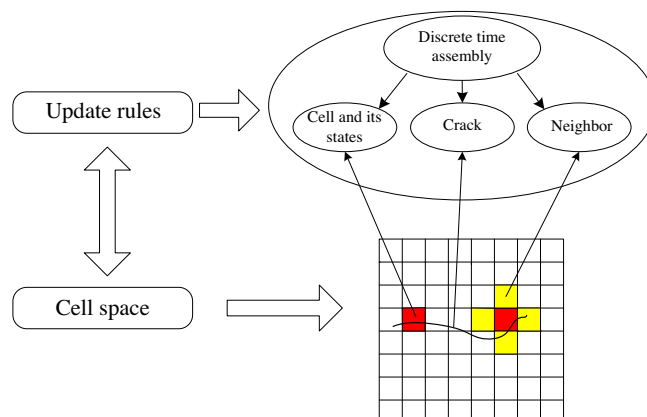 Discrete time
assembly
Update rules
Cell and its
states
Crack
Neighbor
Cell space